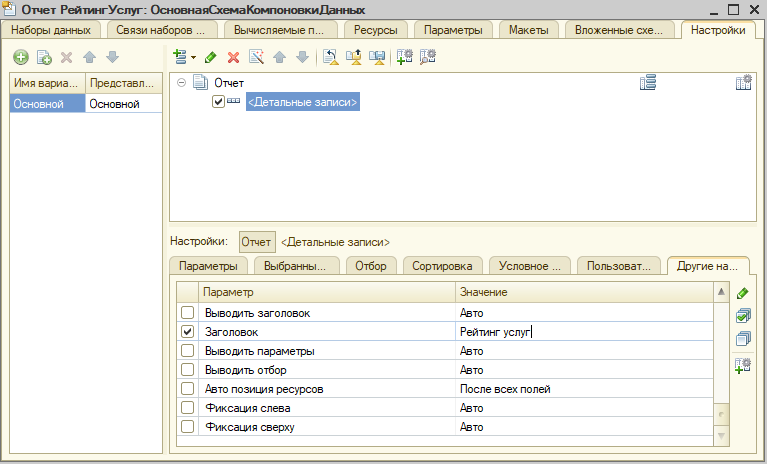 Отчет РейтингУслуг: ОсновнаяСхемаКомпоновкиДанных
Наборы данных Связи наборов ... Вычисляемые п... Ресурсы Параметры Макеты Вложенные схе... Настройки
Имя вариа... Представл...
Основной Основной
Отчет
<Детальные записи>
Настройки: Отчет <Детальные записи>
Параметры Выбранны... Отбор Сортировка Условное ... Пользоват... Другие на...
Параметр Значение
Выводить заголовок Авто
Заголовок Рейтинг услуг
Выводить параметры Авто
Выводить отбор Авто
Авто позиция ресурсов После всех полей
Фиксация слева Авто
Фиксация сверху Авто